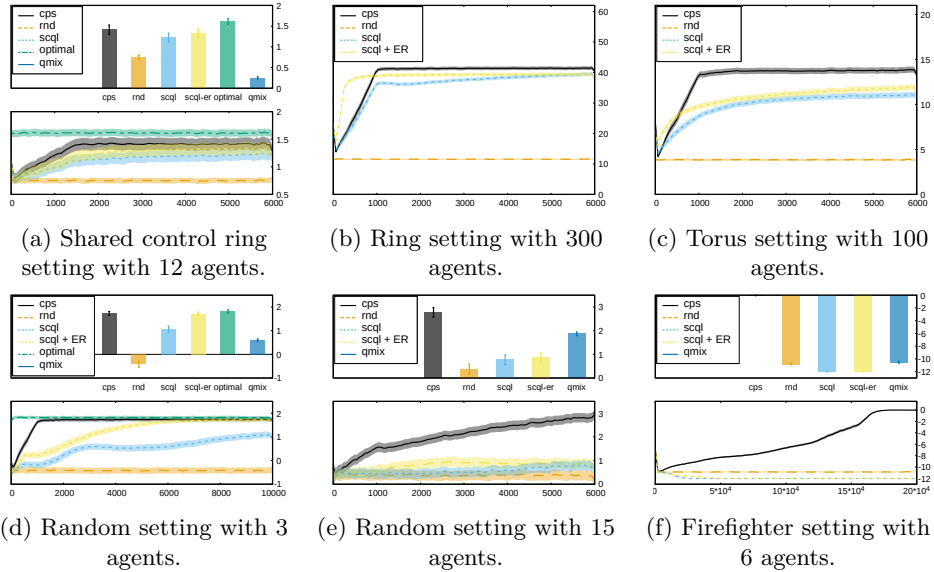 cps
rnd
scql
scql + ER
optimal
qmix
2
1.5
1
0.5
0
cps rnd scql scql-er optimal qmix
2
1.5
1
0.5
0 1000 2000 3000 4000 5000 6000
(a) Shared control ring
setting with 12 agents.
cps
rnd
scql
scql + ER
60
50
40
30
20
10
0
0 1000 2000 3000 4000 5000 6000
(b) Ring setting with 300
agents.
cps
rnd
scql
scql + ER
20
15
10
5
0
0 1000 2000 3000 4000 5000 6000
(c) Torus setting with 100
agents.
cps
rnd
scql
scql + ER
optimal
qmix
2
1
0
-1
cps rnd scql scql-er optimal qmix
2
1
0
-1
0 2000 4000 6000 8000 10000
(d) Random setting with 3
agents.
cps
rnd
scql
scql + ER
qmix
3
2
1
0
cps rnd scql scql-er qmix
3
2
1
0
0 1000 2000 3000 4000 5000 6000
(e) Random setting with 15
agents.
cps
rnd
scql
scql + ER
qmix
0
-2
-4
-6
-8
-10
-12
cps rnd scql scql-er qmix
0
-2
-4
-6
-8
-10
-12
0 5*10⁴ 10*10⁴ 15*10⁴ 20*10⁴
(f) Firefighter setting with
6 agents.